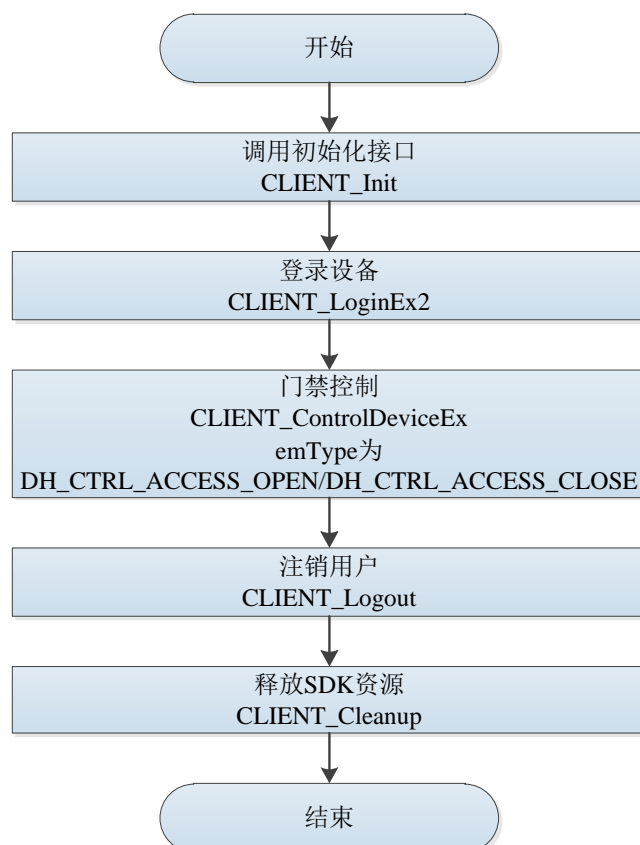 开始
调用初始化接口
CLIENT_Init
登录设备
CLIENT_LoginEx2
门禁控制
CLIENT_ControlDeviceEx
emType为
DH_CTRL_ACCESS_OPEN/DH_CTRL_ACCESS_CLOSE
注销用户
CLIENT_Logout
释放SDK资源
CLIENT_Cleanup
结束